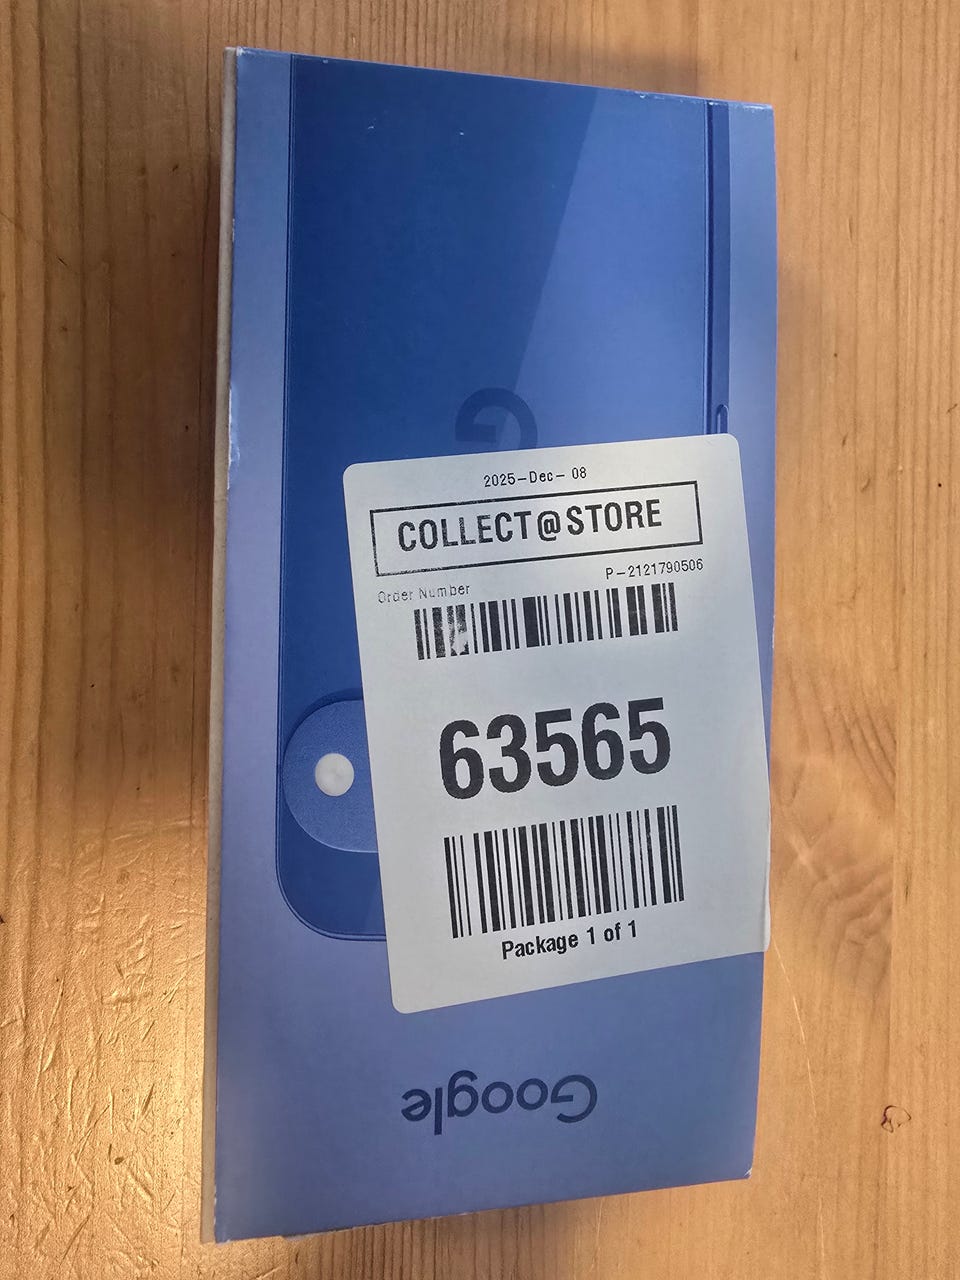 G
2025-Dec- 08
COLLECT@STORE
P-2121790506
Order Number
63565
Package 1 of 1
Google